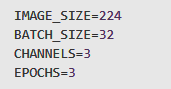 IMAGE_SIZE=224
BATCH_SIZE=32
CHANNELS=3
EPOCHS=3